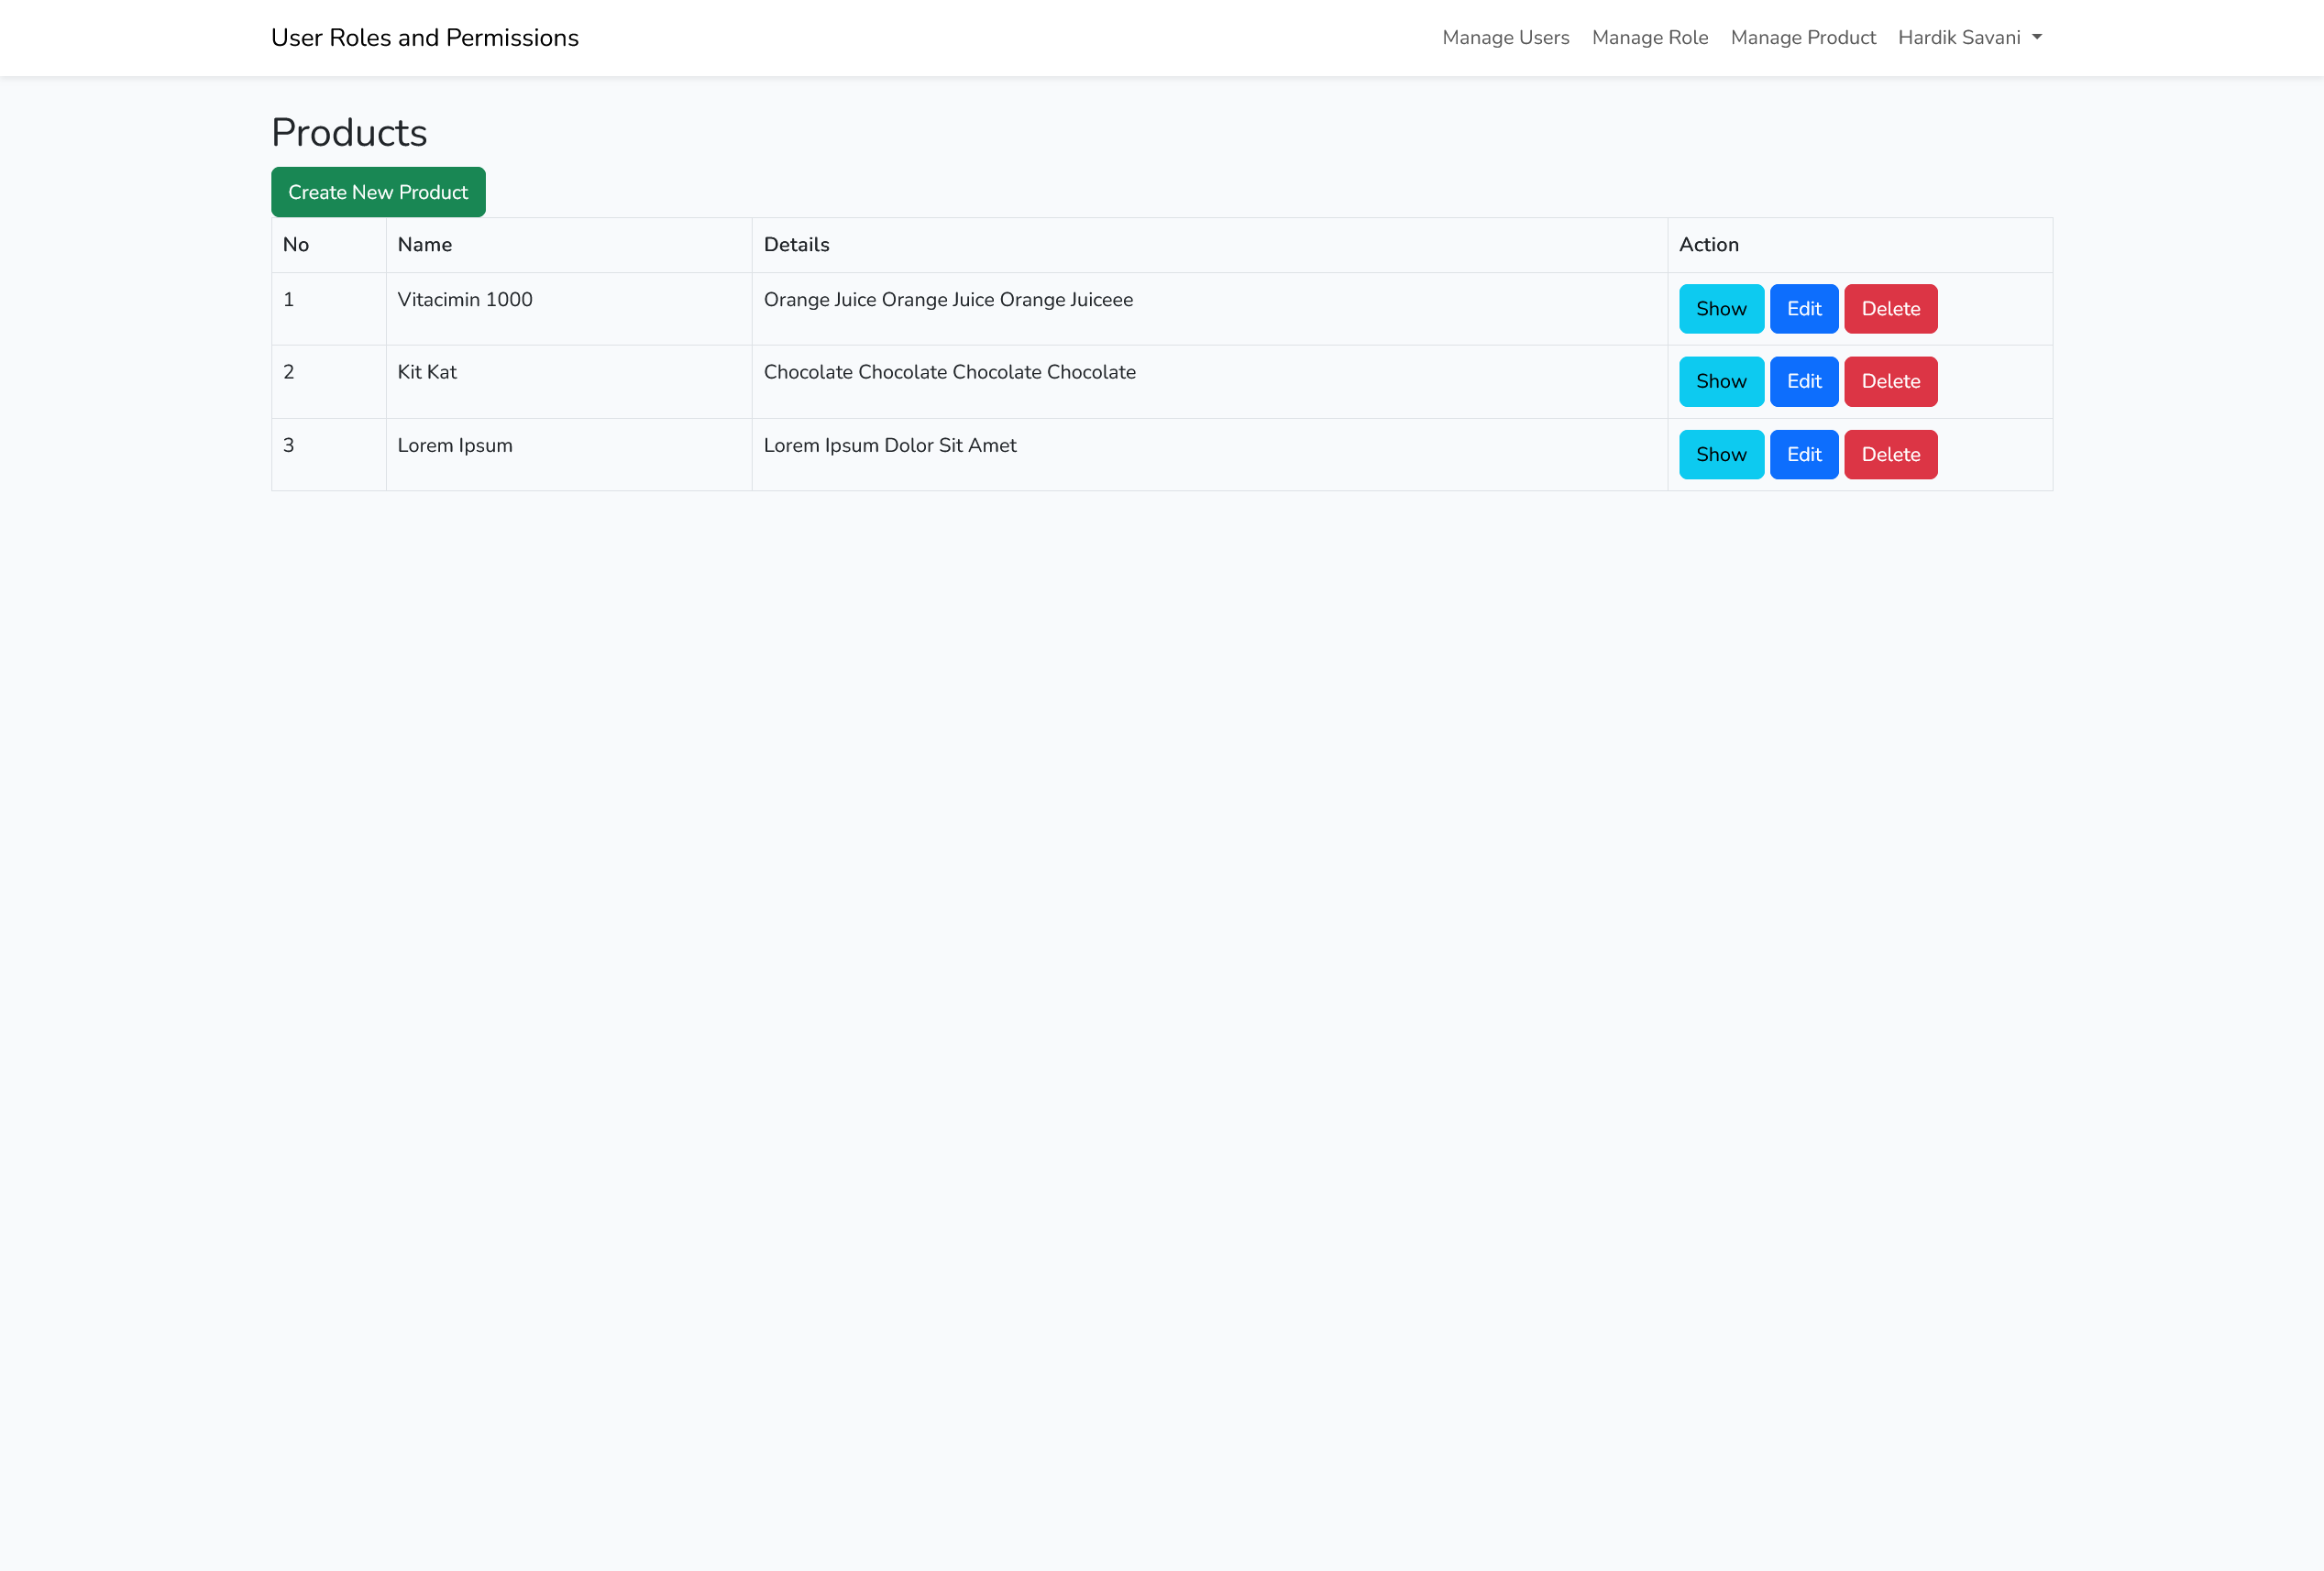 User Roles and Permissions Manage Users Manage Role Manage Product Hardik Savani
Products
Create New Product
No Name Details Action
1 Vitacimin 1000 Orange Juice Orange Juice Orange Juiceee Show Edit Delete
2 Kit Kat Chocolate Chocolate Chocolate Chocolate Show Edit Delete
3 Lorem Ipsum Lorem Ipsum Dolor Sit Amet Show Edit Delete